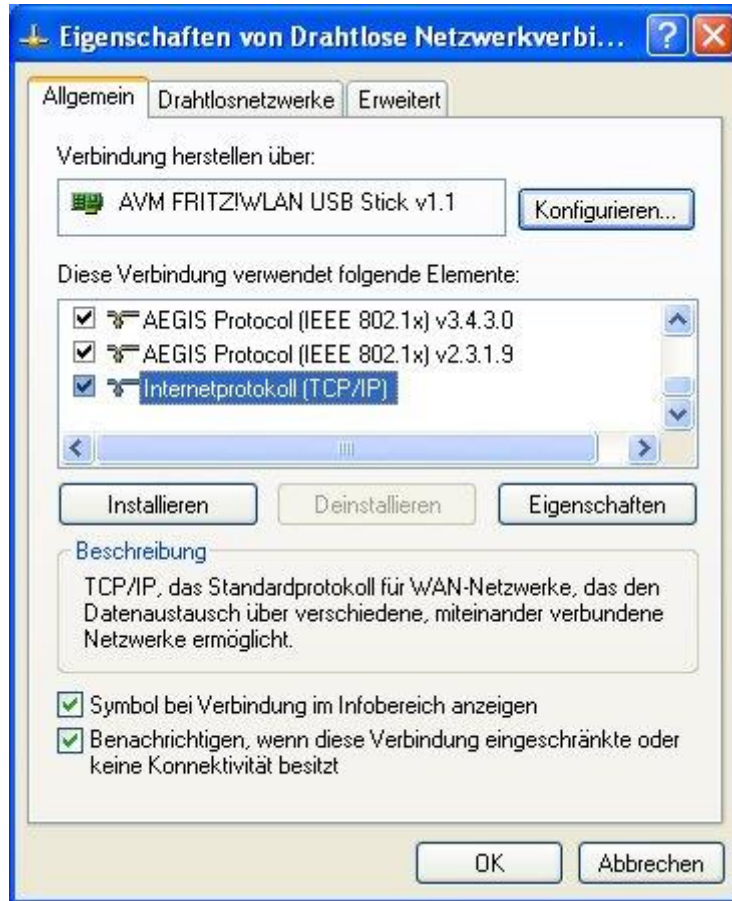 Eigenschaften von Drahtlose Netzwerkverbi...
Allgemein
Drahtlosnetzwerke
Erweitert
Verbindung herstellen über:
AVM FRITZ!WLAN USB Stick v1.1
Konfigurieren...
Diese Verbindung verwendet folgende Elemente:
AEGIS Protocol (IEEE 802.1x) v3.4.3.0
AEGIS Protocol (IEEE 802.1x) v2.3.1.9
Internetprotokoll (TCP/IP)
Installieren
Deinstallieren
Eigenschaften
Beschreibung
TCP/IP, das Standardprotokoll für WAN-Netzwerke, das den
Datenaustausch über verschiedene, miteinander verbundene
Netzwerke ermöglicht.
Symbol bei Verbindung im Infobereich anzeigen
Benachrichtigen, wenn diese Verbindung eingeschränkte oder
keine Konnektivität besitzt
OK
Abbrechen